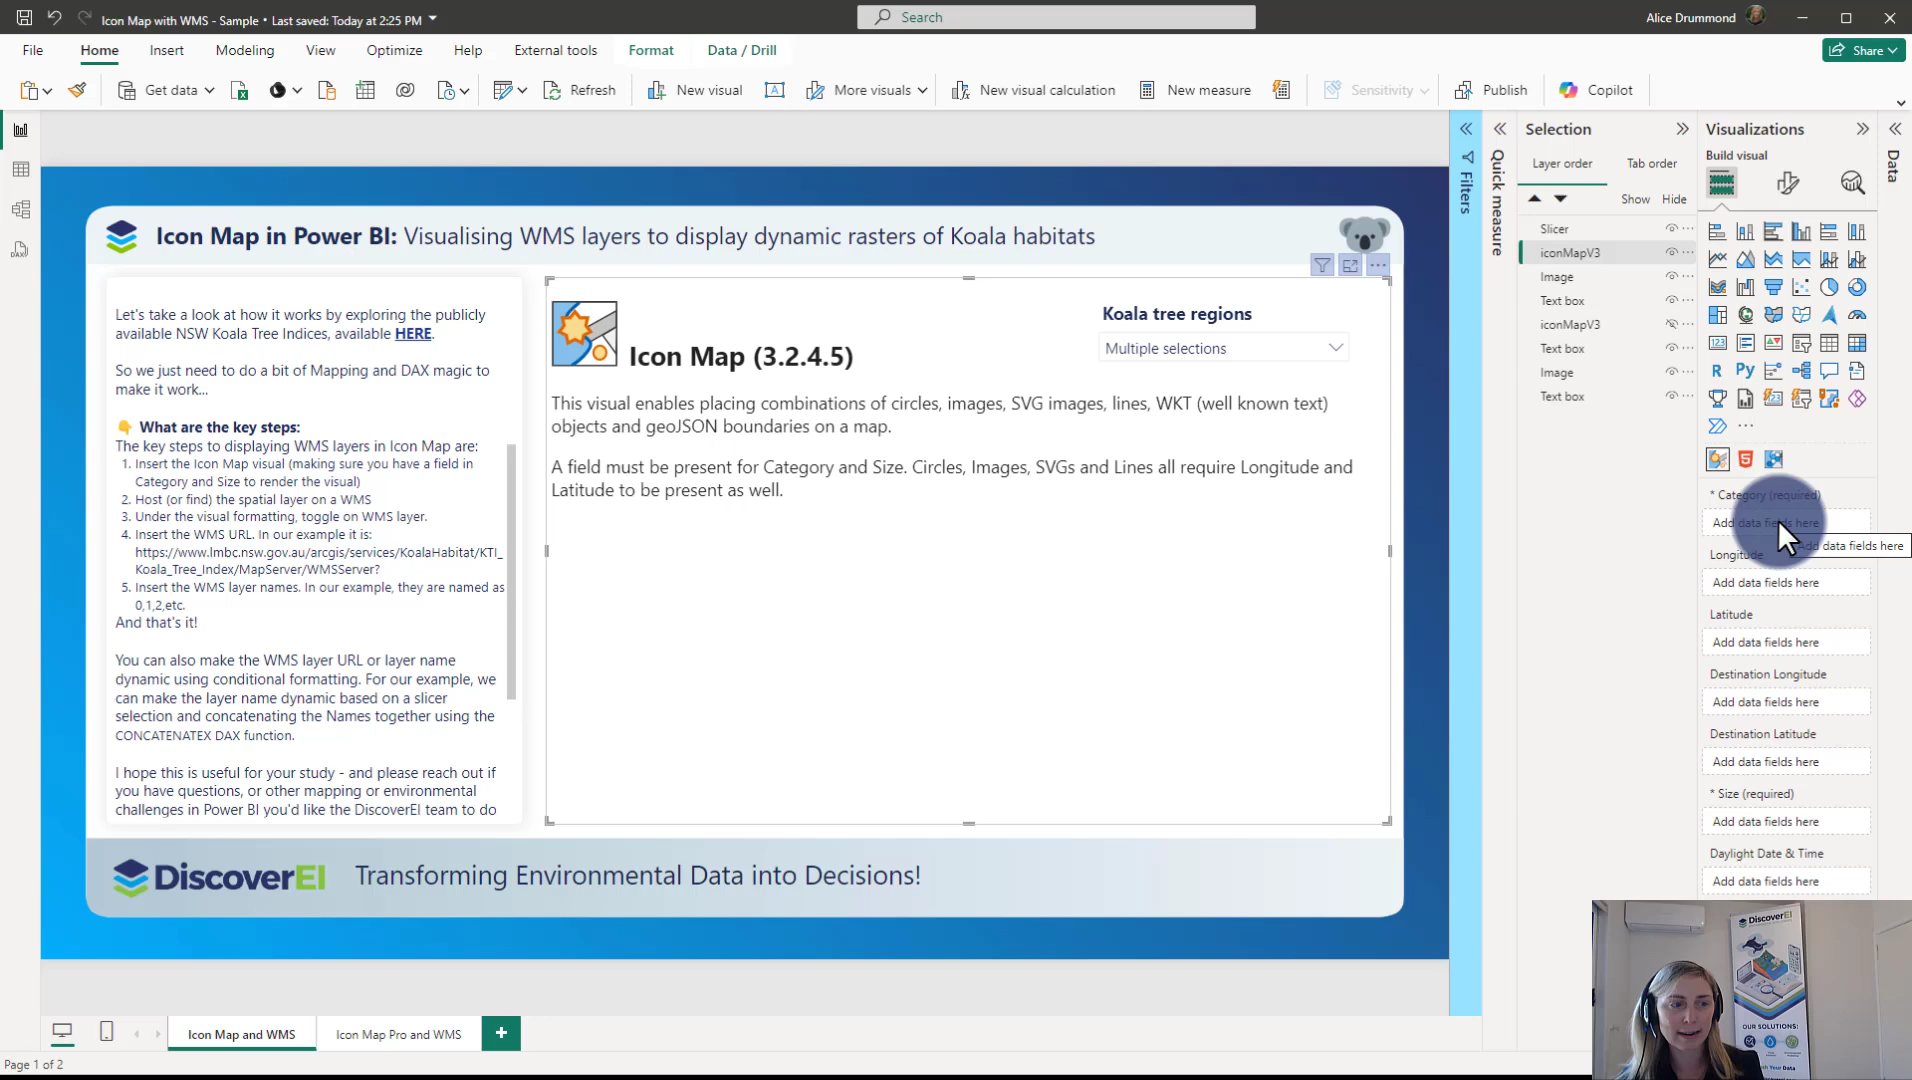 Icon Map with WMS - Sample • Last saved: Today at 2:25 PM
Search
Alice Drummond
File
Home
Insert
Modeling
View
Optimize
Help
External tools
Format
Data / Drill
Share
Get data
Refresh
New visual
More visuals
New visual calculation
New measure
Sensitivity
Publish
Copilot
Icon Map in Power BI: Visualising WMS layers to display dynamic rasters of Koala habitats
Let's take a look at how it works by exploring the publicly
available NSW Koala Tree Indices, available HERE.
So we just need to do a bit of Mapping and DAX magic to
make it work...
What are the key steps:
The key steps to displaying WMS layers in Icon Map are:
1. Insert the Icon Map visual (making sure you have a field in
Category and Size to render the visual)
2. Host (or find) the spatial layer on a WMS
3. Under the visual formatting, toggle on WMS layer.
4. Insert the WMS URL. In our example it is:
https://www.lmbc.nsw.gov.au/arcgis/services/KoalaHabitat/KTI_
Koala_Tree_Index/MapServer/WMSServer?
5. Insert the WMS layer names. In our example, they are named as
0,1,2,etc.
And that's it!
You can also make the WMS layer URL or layer name
dynamic using conditional formatting. For our example, we
can make the layer name dynamic based on a slicer
selection and concatenating the Names together using the
CONCATENATEX DAX function.
I hope this is useful for your study - and please reach out if
you have questions, or other mapping or environmental
challenges in Power BI you'd like the DiscoverEI team to do
Icon Map (3.2.4.5)
Koala tree regions
Multiple selections
This visual enables placing combinations of circles, images, SVG images, lines, WKT (well known text)
objects and geoJSON boundaries on a map.
A field must be present for Category and Size. Circles, Images, SVGs and Lines all require Longitude and
Latitude to be present as well.
DiscoverEI
Transforming Environmental Data into Decisions!
Filters
Quick measure
Selection
Layer order
Tab order
Show
Hide
Slicer
iconMapV3
Image
Text box
iconMapV3
Text box
Image
Text box
Visualizations
Build visual
R
Py
123
* Category (required)
Add data fields here
Add data fields here
Longitude
Add data fields here
Latitude
Add data fields here
Destination Longitude
Add data fields here
Destination Latitude
Add data fields here
* Size (required)
Add data fields here
Daylight Date & Time
Add data fields here
Data
DiscoverEI
OUR SOLUTIONS:
Icon Map and WMS
Icon Map Pro and WMS
Page 1 of 2